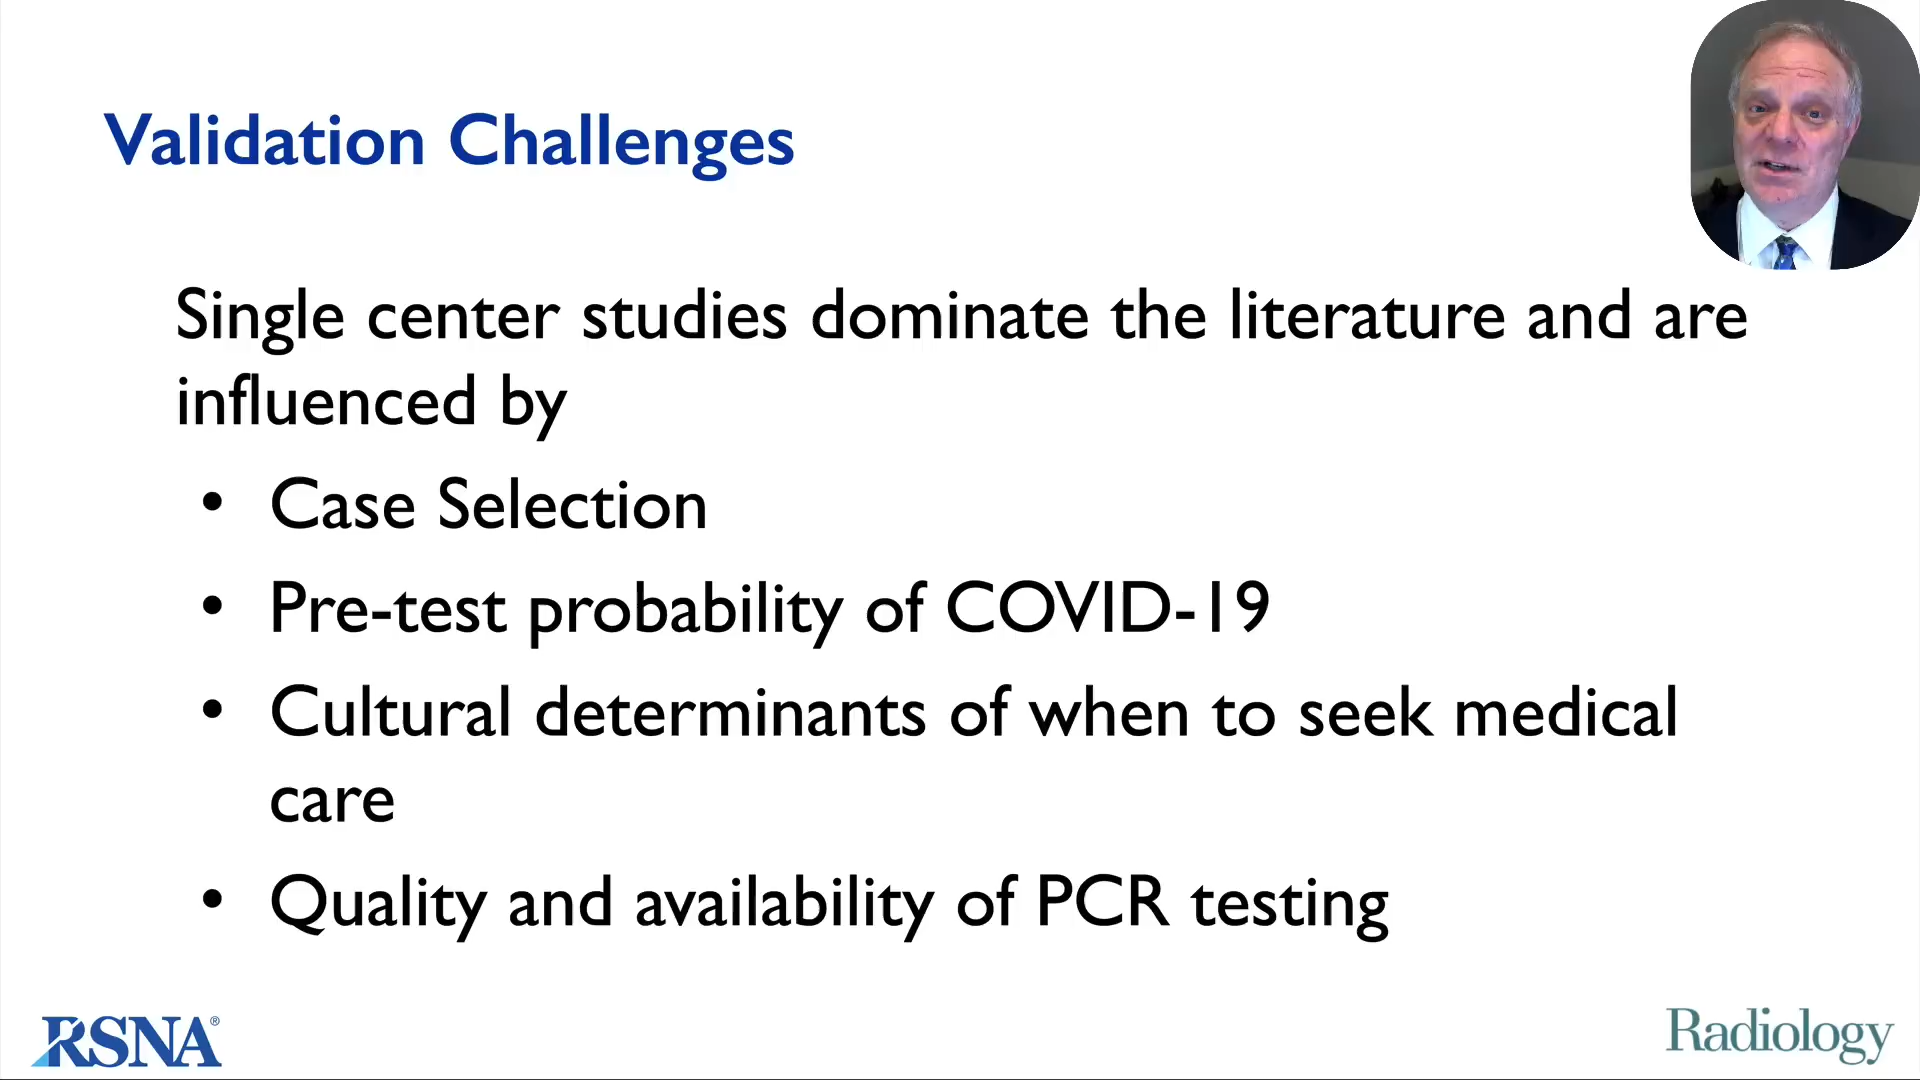 Validation Challenges
Single center studies dominate the literature and are
influenced by
• Case Selection
• Pre-test probability of COVID-19
• Cultural determinants of when to seek medical
care
• Quality and availability of PCR testing
RSNA®
Radiology